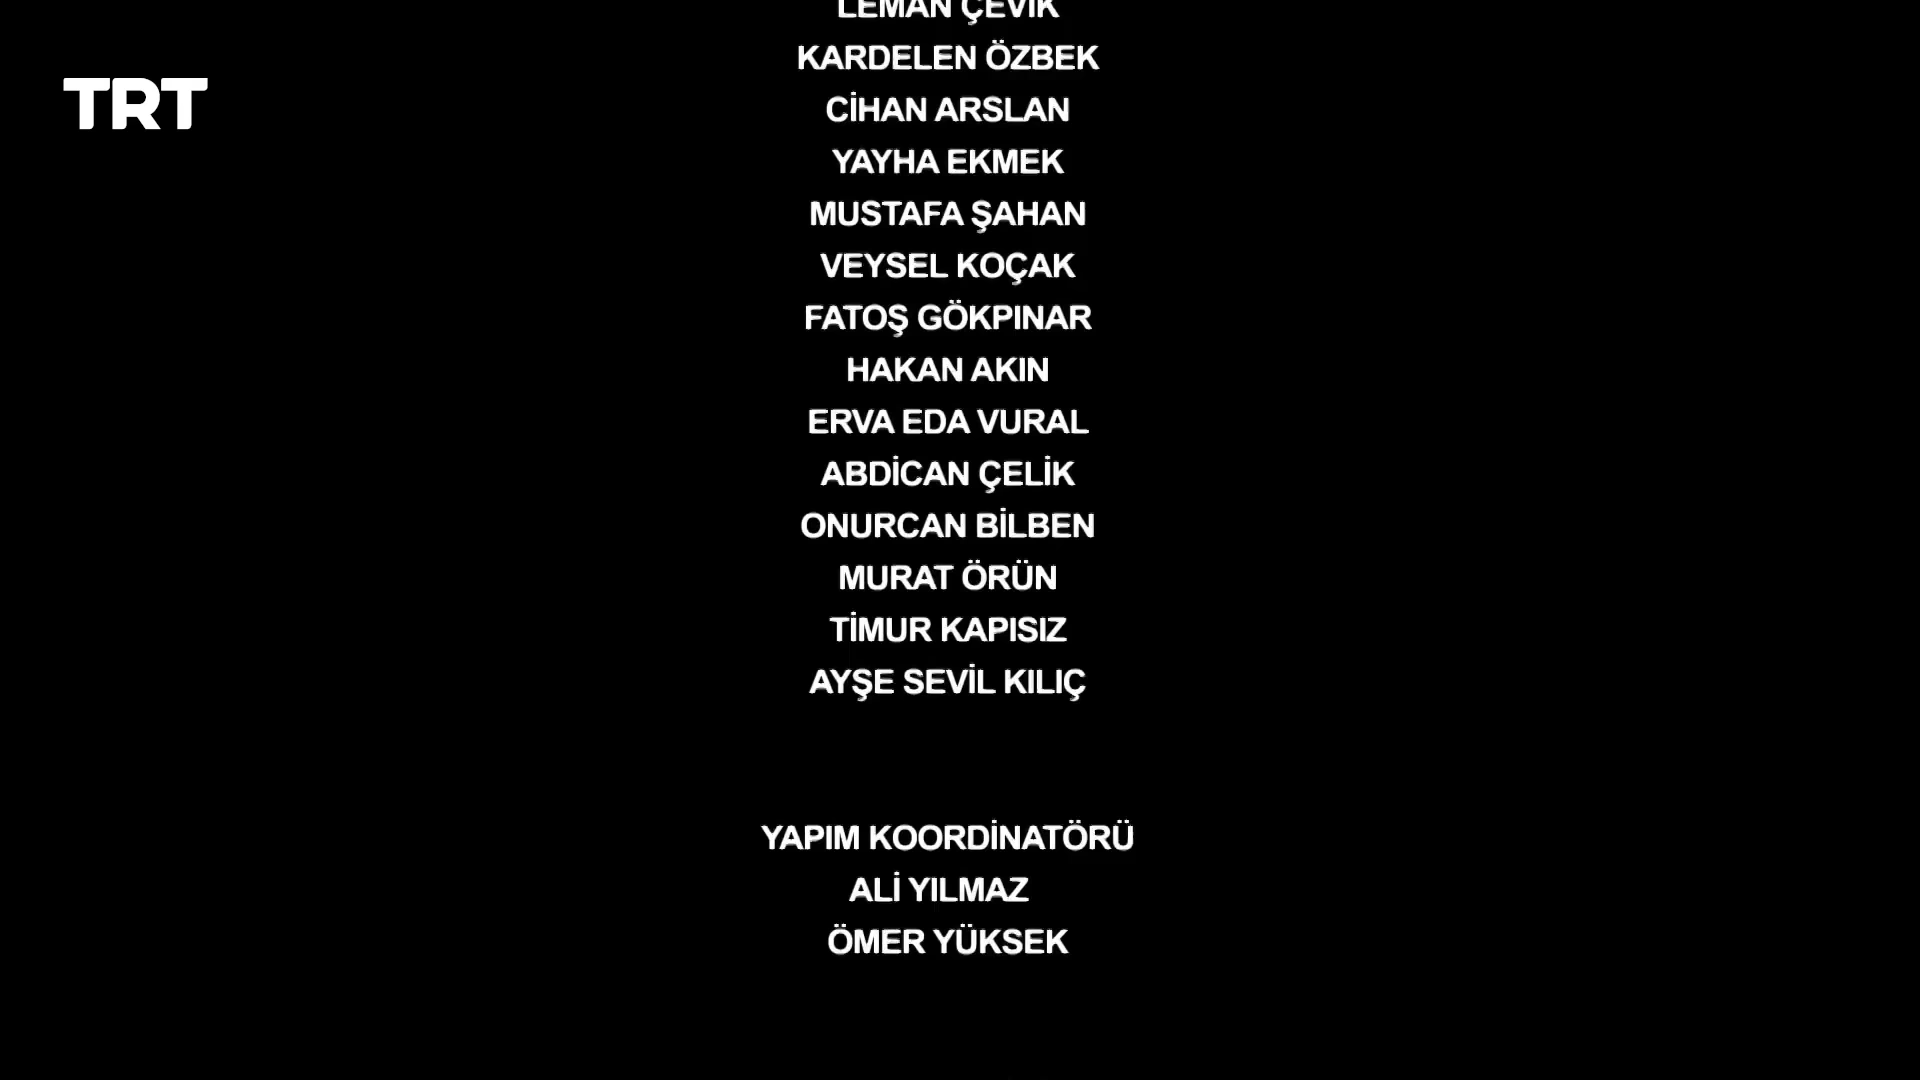 LEMAN ÇEVİK
KARDELEN ÖZBEK
TRT
CİHAN ARSLAN
YAYHA EKMEK
MUSTAFA ŞAHAN
VEYSEL KOÇAK
FATOŞ GÖKPINAR
HAKAN AKIN
ERVA EDA VURAL
ABDİCAN ÇELİK
ONURCAN BİLBEN
MURAT ÖRÜN
TİMUR KAPISIZ
AYŞE SEVİL KILIÇ
YAPIM KOORDİNATÖRÜ
ALİ YILMAZ
ÖMER YÜKSEK